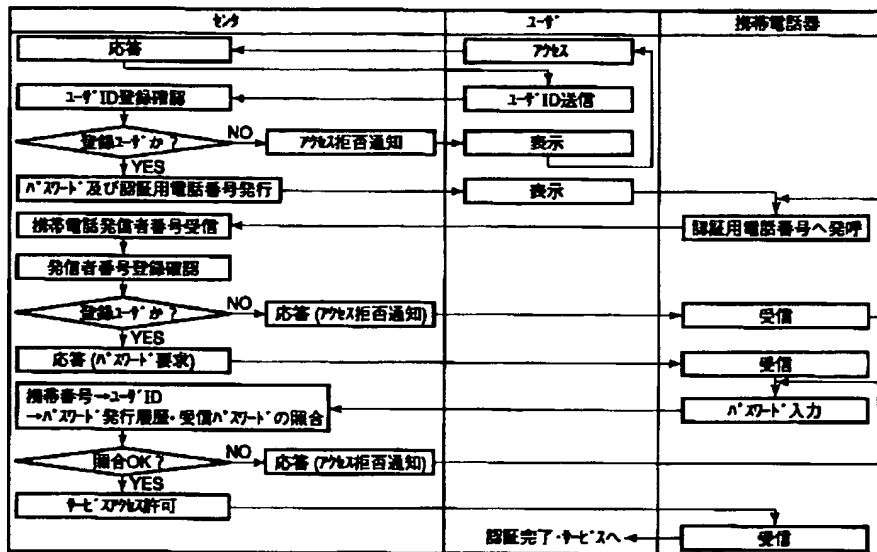 センタ ユーザ 携帯電話器
応答 アクセス
ユーザID登録確認 ユーザID送信
登録ユーザか? NO アクセス拒否通知 表示
YES
パスワード及び認証用電話番号発行 表示
携帯電話発信者番号受信 認証用電話番号へ発呼
発信者番号登録確認
登録ユーザか? NO 応答(アクセス拒否通知) 受信
YES
応答(パスワード要求) 受信
携帯番号→ユーザID
→パスワード発行履歴・受信パスワードの照合 パスワード入力
照合OK? NO 応答(アクセス拒否通知)
YES
サービスアクセス許可
認証完了・サービスへ 受信